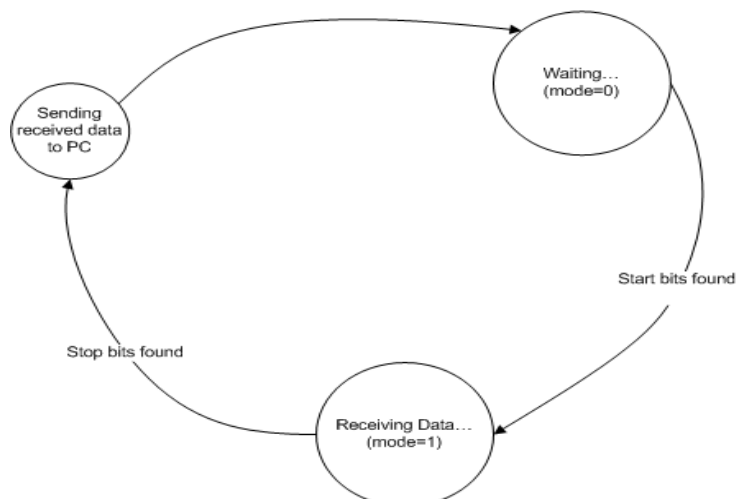 Waiting…
(mode=0)
Sending
received data
to PC
Start bits found
Stop bits found
Receiving Data…
(mode=1)